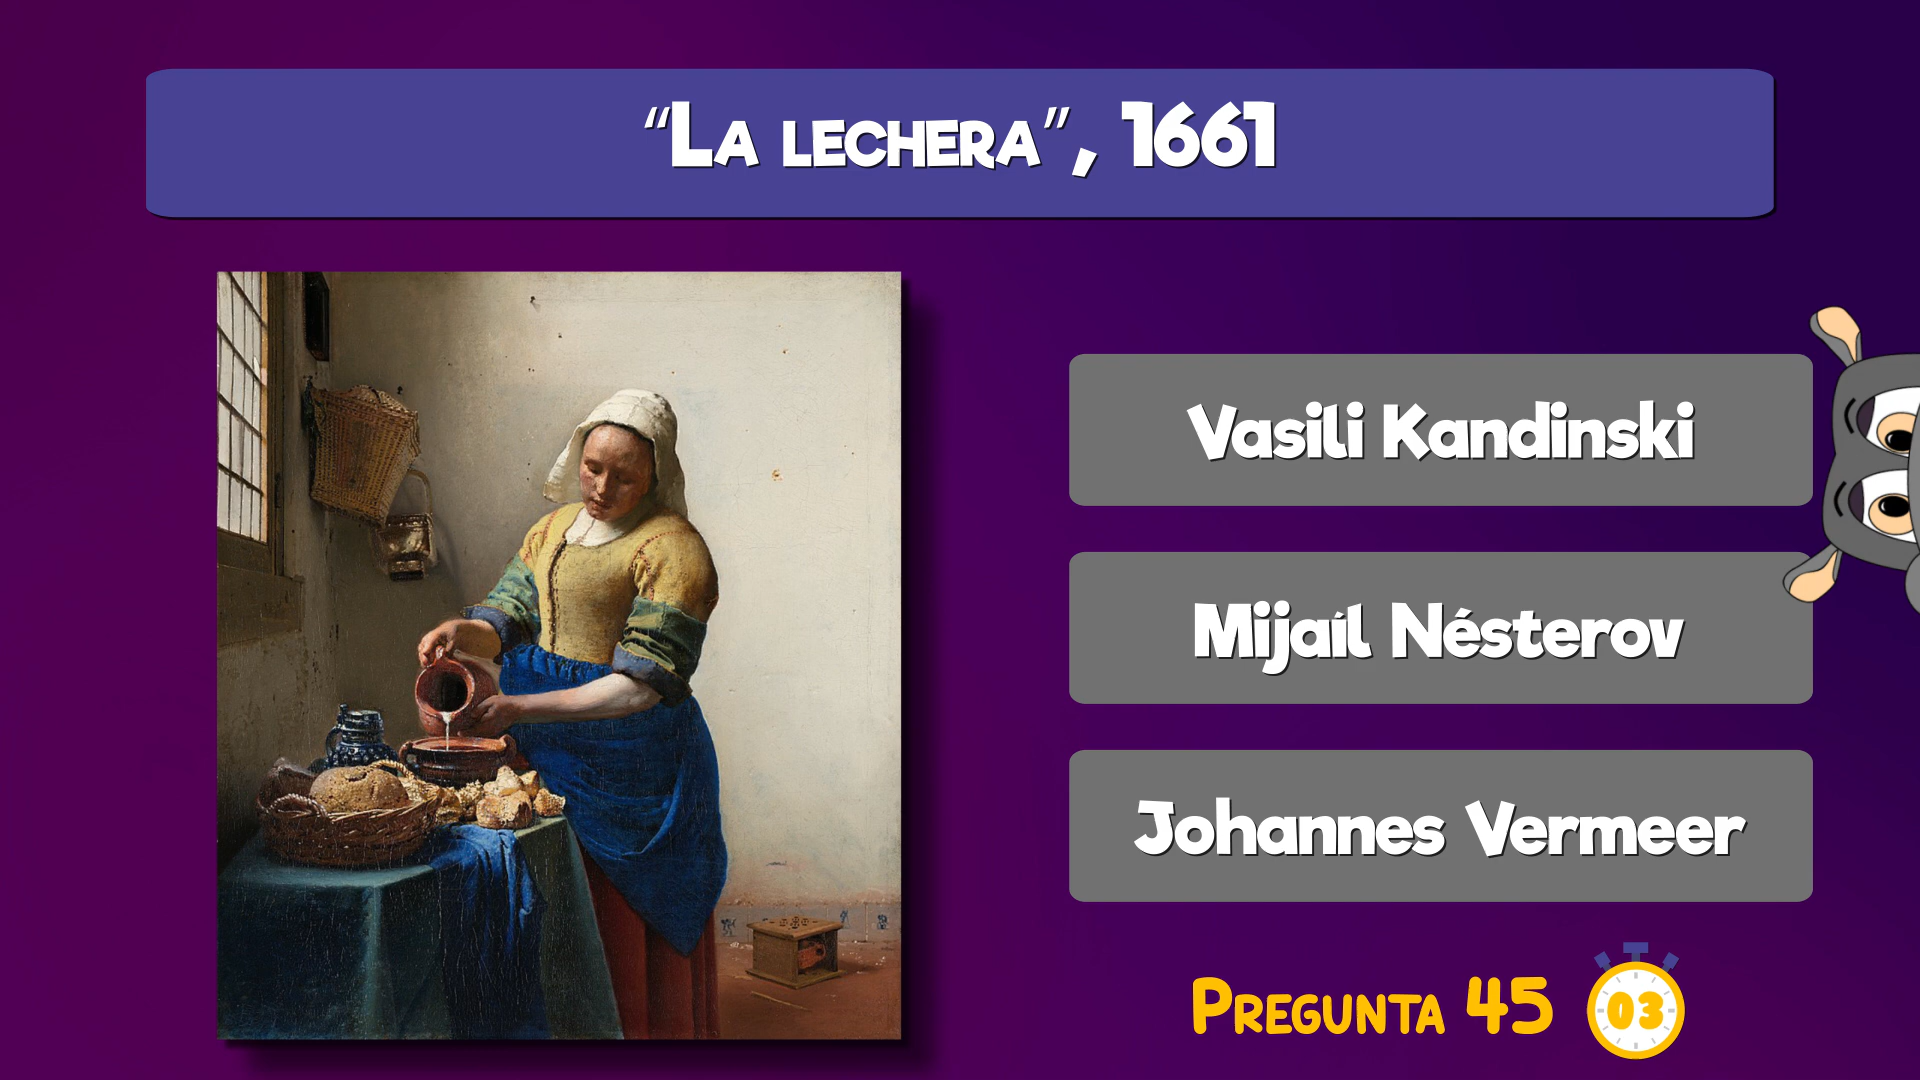 “La lechera”, 1661
Vasili Kandinski
Mijaíl Nésterov
Johannes Vermeer
Pregunta 45
03